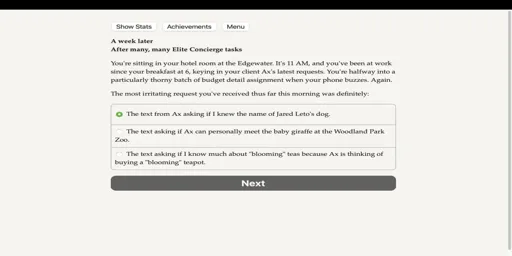 Show Stats
Achievements
Menu
A week later
After many, many Elite Concierge tasks
You're sitting in your hotel room at the Edgewater. It's 11 AM, and you've been at work
since your breakfast at 6, keying in your client Ax's latest requests. You're halfway into a
particularly thorny batch of budget detail assignment when your phone buzzes. Again.
The most irritating request you've received thus far this morning was definitely:
The text from Ax asking if I knew the name of Jared Leto's dog.
The text asking if Ax can personally meet the baby giraffe at the Woodland Park
Zoo.
The text asking if I know much about "blooming" teas because Ax is thinking of
buying a "blooming" teapot.
Next